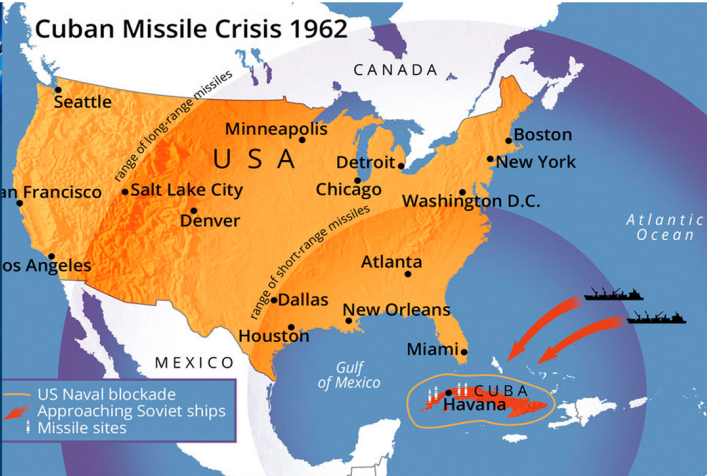 Cuban Missile Crisis 1962
CANADA
Seattle
range of long-range missiles
Minneapolis
Boston
USA
Detroit
New York
an Francisco
Salt Lake City
Chicago
Washington D.C.
Denver
range of short-range missiles
Atlantic
Ocean
os Angeles
Atlanta
Dallas
New Orleans
Houston
Miami
MEXICO
Gulf
of Mexico
CUBA
Havana
US Naval blockade
Approaching Soviet ships
Missile sites